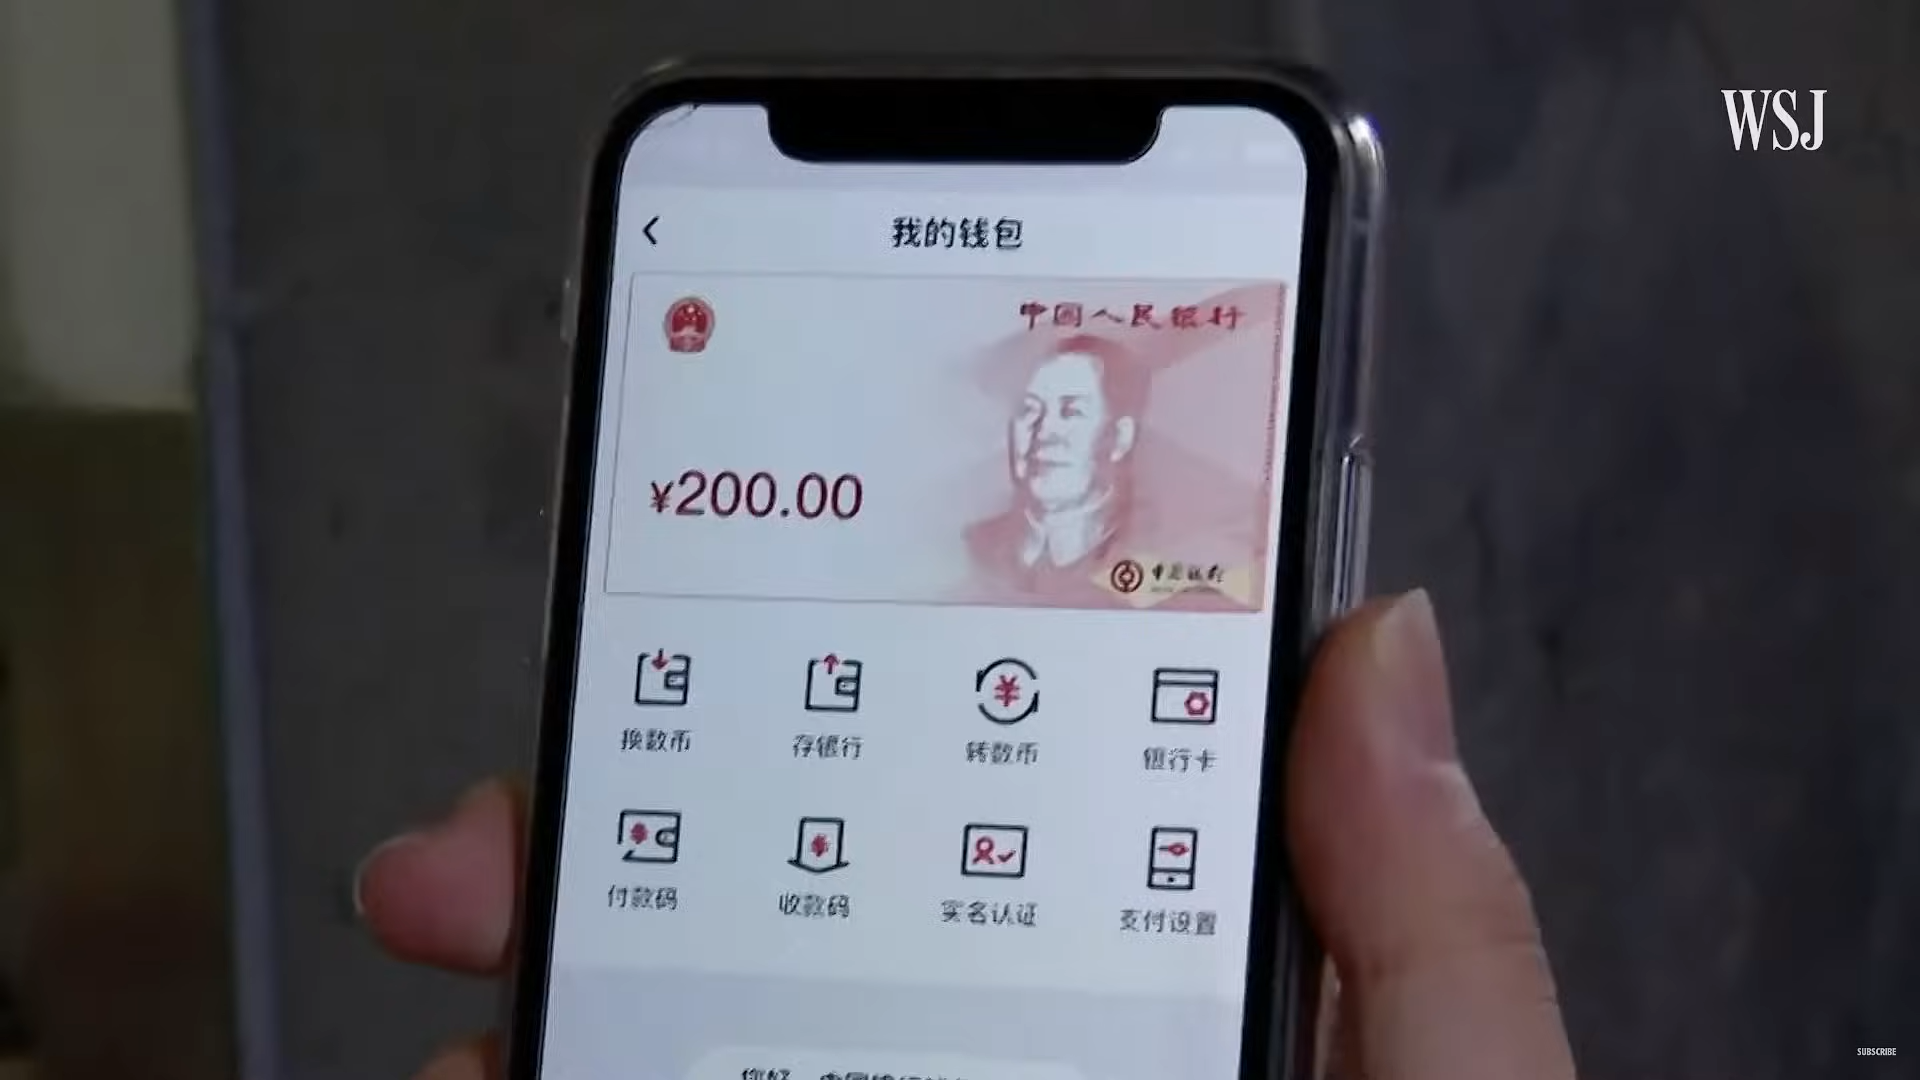 WSJ
我的钱包
中国人民银行
¥200.00
中国银行
换数币
存银行
转数币
银行卡
付款码
收款码
实名认证
支付设置
SUBSCRIBE